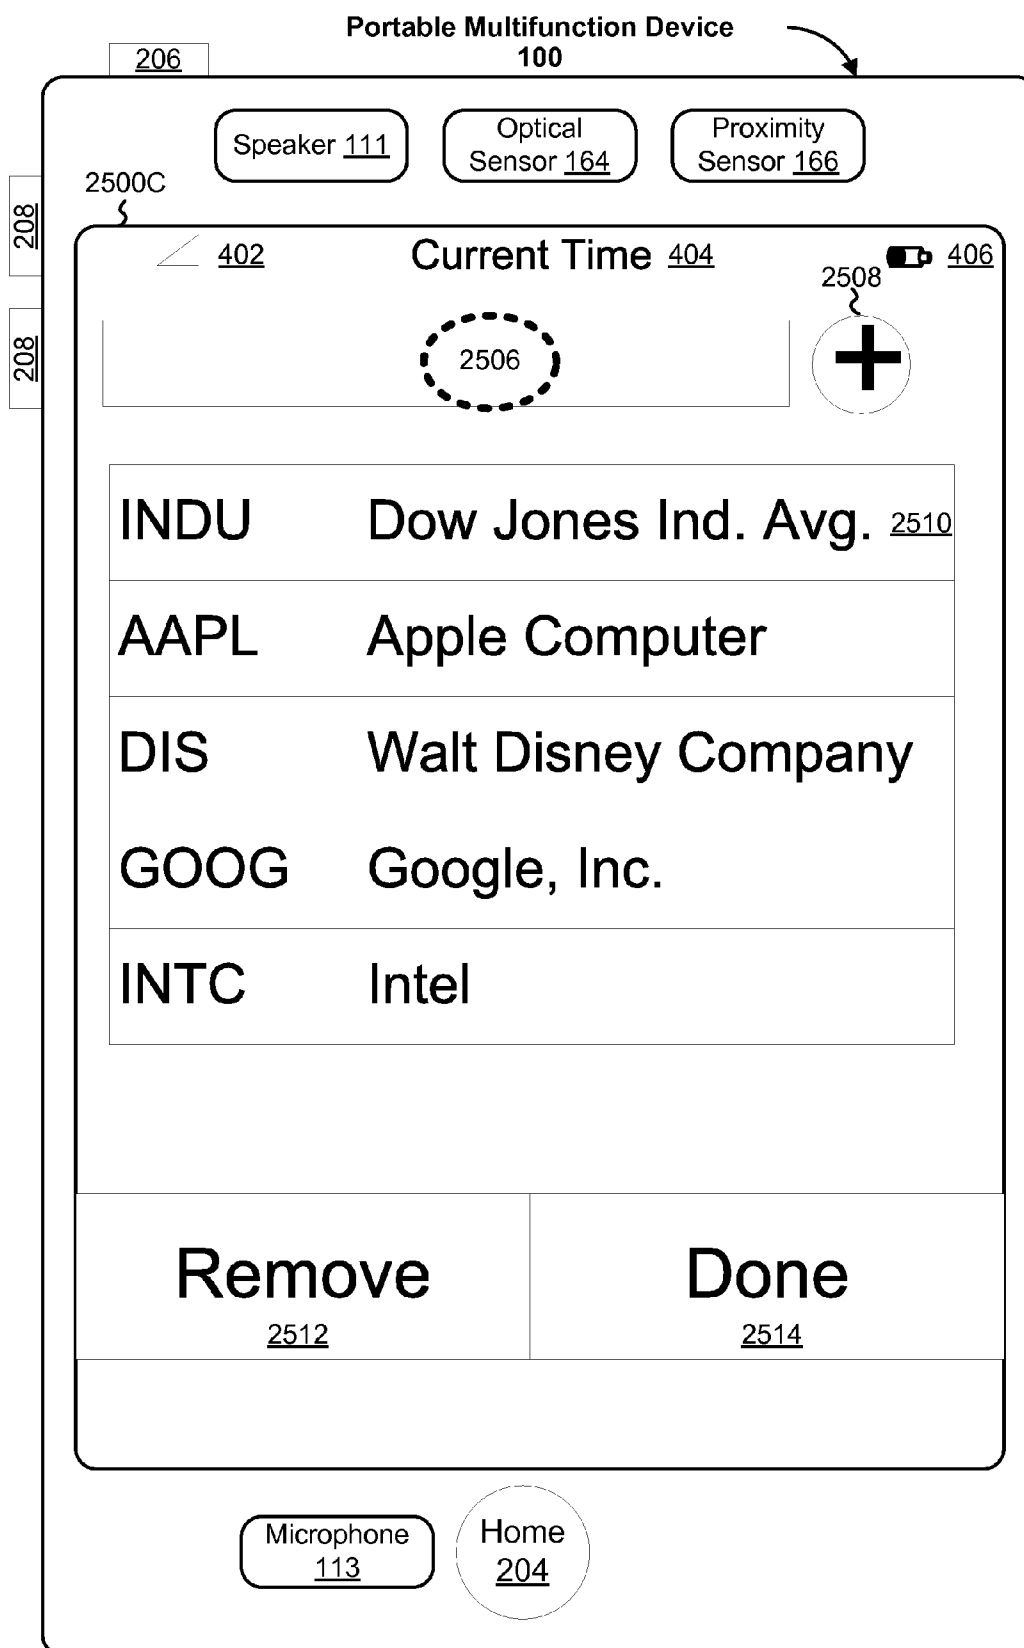 Portable Multifunction Device
100
206
Speaker 111
Optical
Sensor 164
Proximity
Sensor 166
2500C
208
208
402
Current Time 404
406
2508
2506
INDU Dow Jones Ind. Avg. 2510
AAPL Apple Computer
DIS Walt Disney Company
GOOG Google, Inc.
INTC Intel
Remove
2512
Done
2514
Microphone
113
Home
204